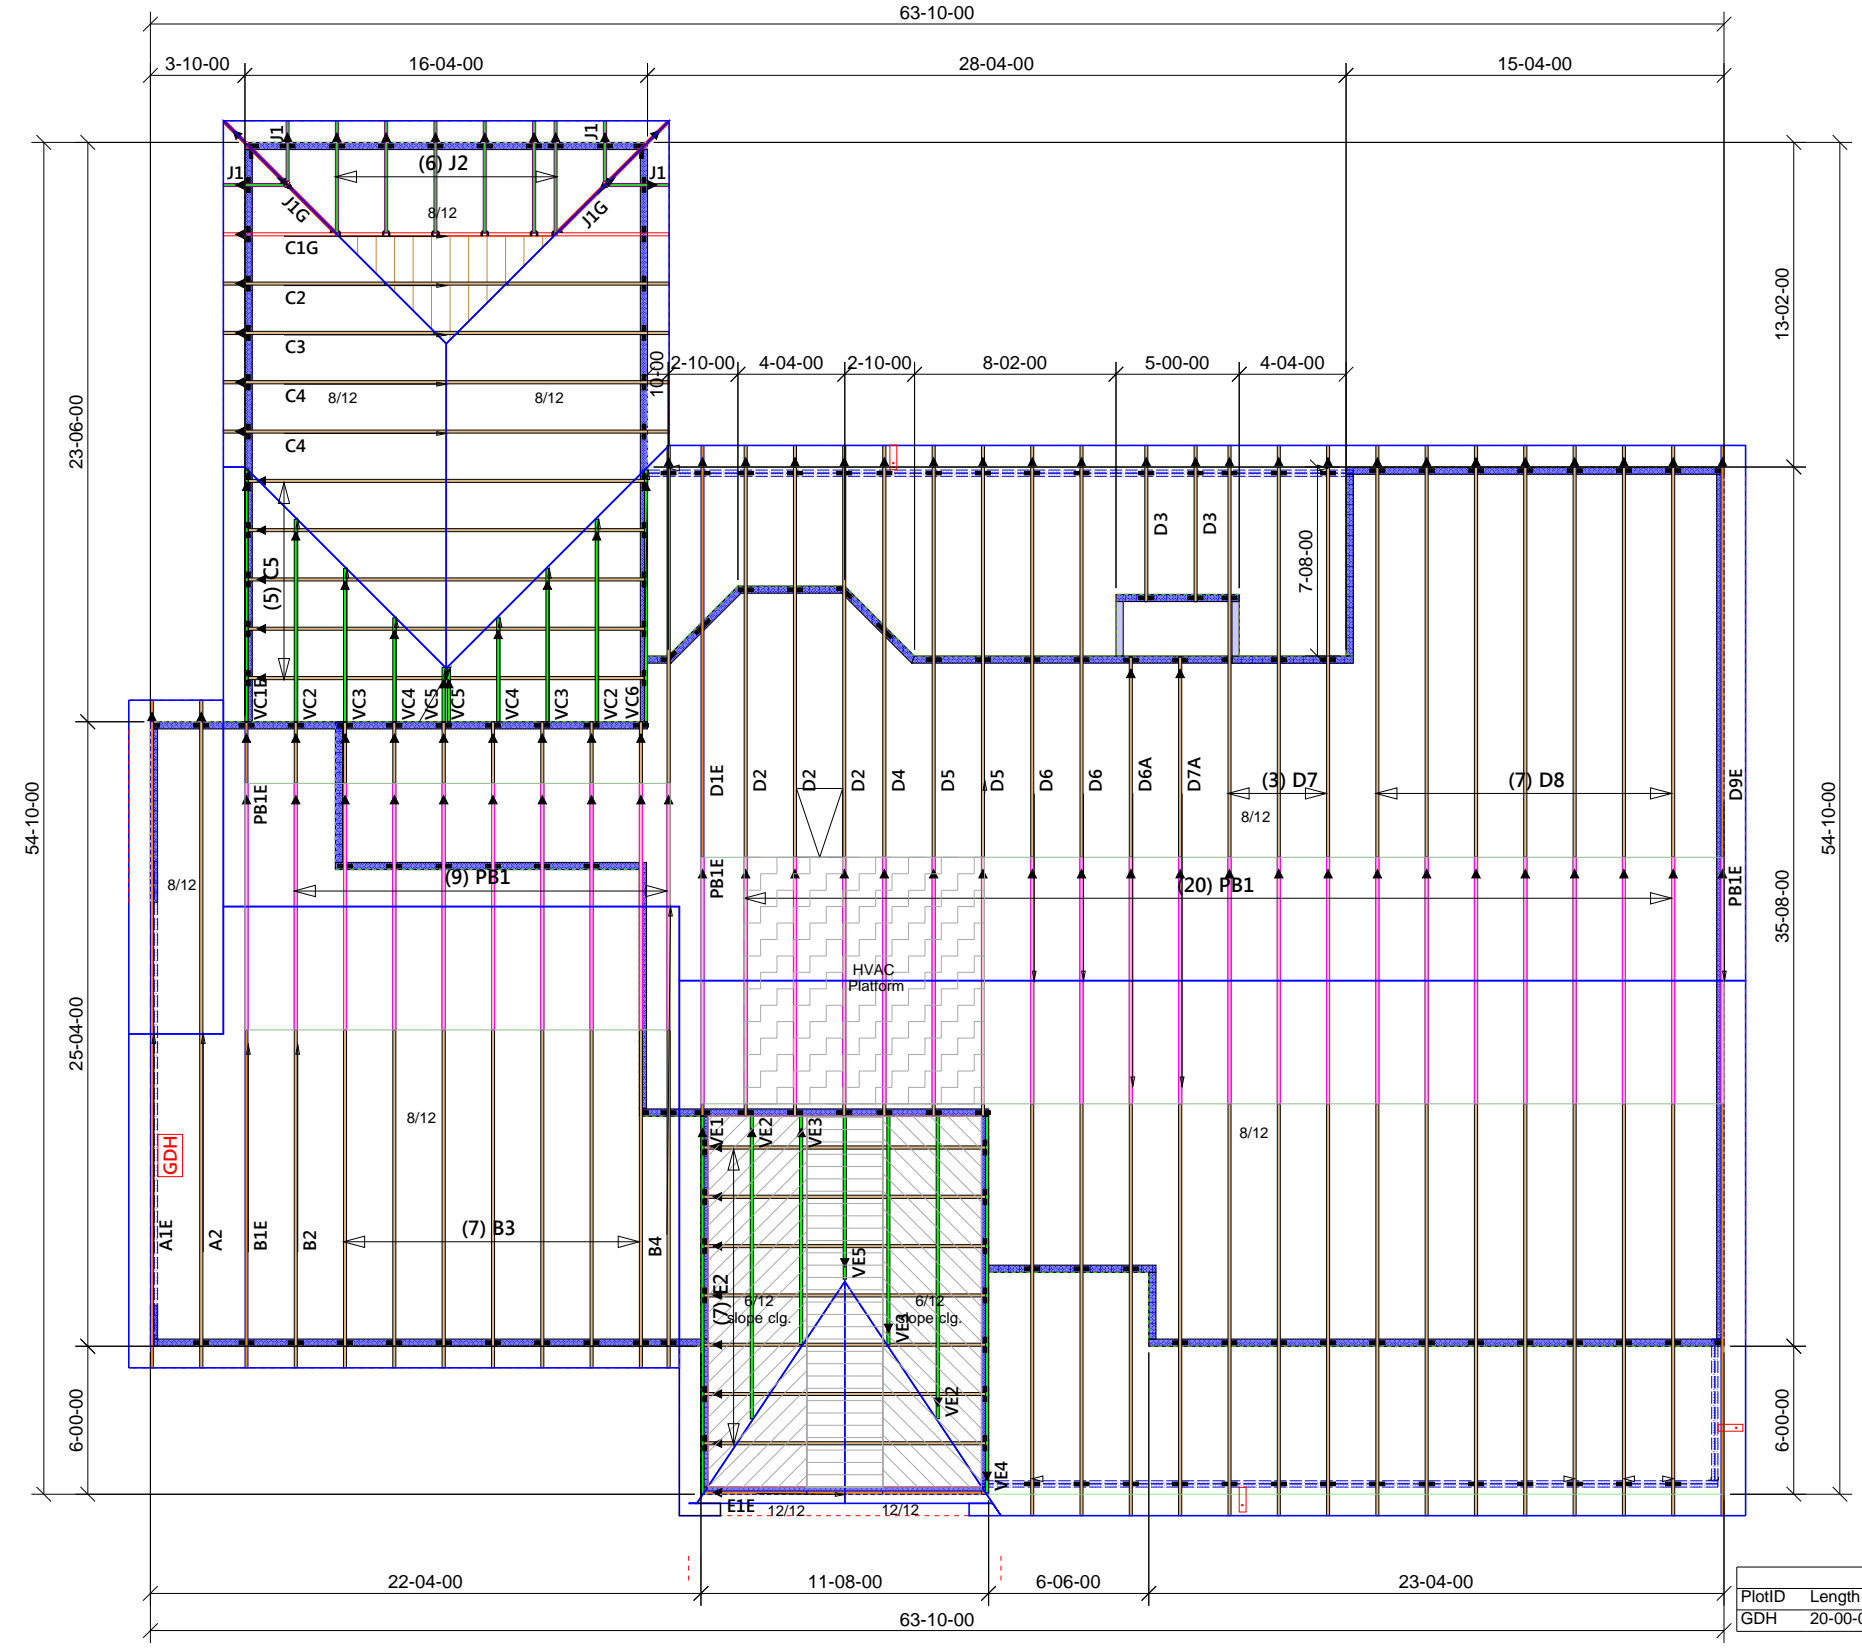 63-10-00
3-10-00
16-04-00
28-04-00
15-04-00
J1
J1
(6) J2
J1
J1
J1G
J1G
8/12
C1G
C2
C3
C4
8/12
8/12
C4
23-06-00
13-02-00
10-00
2-10-00
4-04-00
2-10-00
8-02-00
5-00-00
4-04-00
D3
D3
7-08-00
(5) C5
VC1E
VC2
VC3
VC4
VC5
VC5
VC4
VC3
VC2
VC6
54-10-00
54-10-00
PB1E
D1E
D2
D2
D2
D4
D5
D5
D6
D6
D6A
D7A
(3) D7
8/12
(7) D8
D9E
8/12
(9) PB1
PB1E
(20) PB1
PB1E
35-08-00
HVAC
Platform
25-04-00
8/12
8/12
GDH
VE1
VE2
VE3
A1E
A2
B1E
B2
(7) B3
B4
VE5
(7) E2
6/12
slope clg.
6/12
slope clg.
VE3
VE2
VE4
6-00-00
6-00-00
E1E
12/12
12/12
22-04-00
11-08-00
6-06-00
23-04-00
63-10-00
PlotID Length
GDH 20-00-0